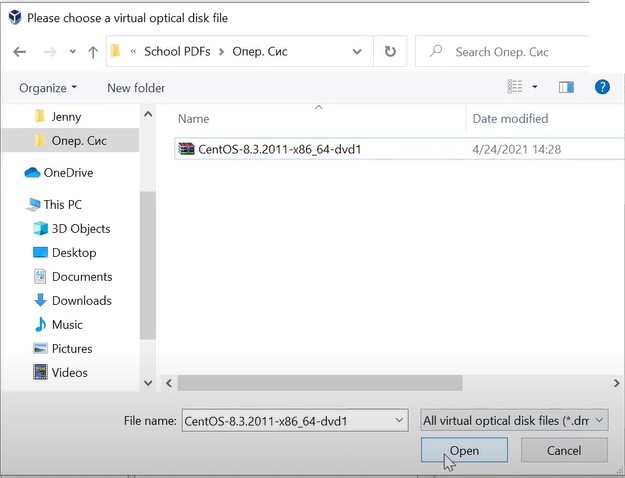 Please choose a virtual optical disk file
« School PDFs > Опер. Сис
Search Опер. Сис
Organize
New folder
Jenny
Опер. Сис
OneDrive
This PC
3D Objects
Desktop
Documents
Downloads
Music
Pictures
Videos
Name
Date modified
CentOS-8.3.2011-x86_64-dvd1
4/24/2021 14:28
File name:
CentOS-8.3.2011-x86_64-dvd1
All virtual optical disk files (*.dm
Open
Cancel